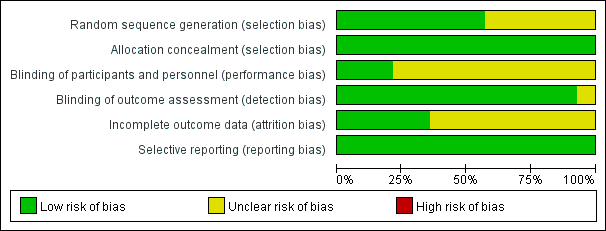 Random sequence generation (selection bias)
Allocation concealment (selection bias)
Blinding of participants and personnel (performance bias)
Blinding of outcome assessment (detection bias)
Incomplete outcome data (attrition bias)
Selective reporting (reporting bias)
0% 25% 50% 75% 100%
Low risk of bias Unclear risk of bias High risk of bias